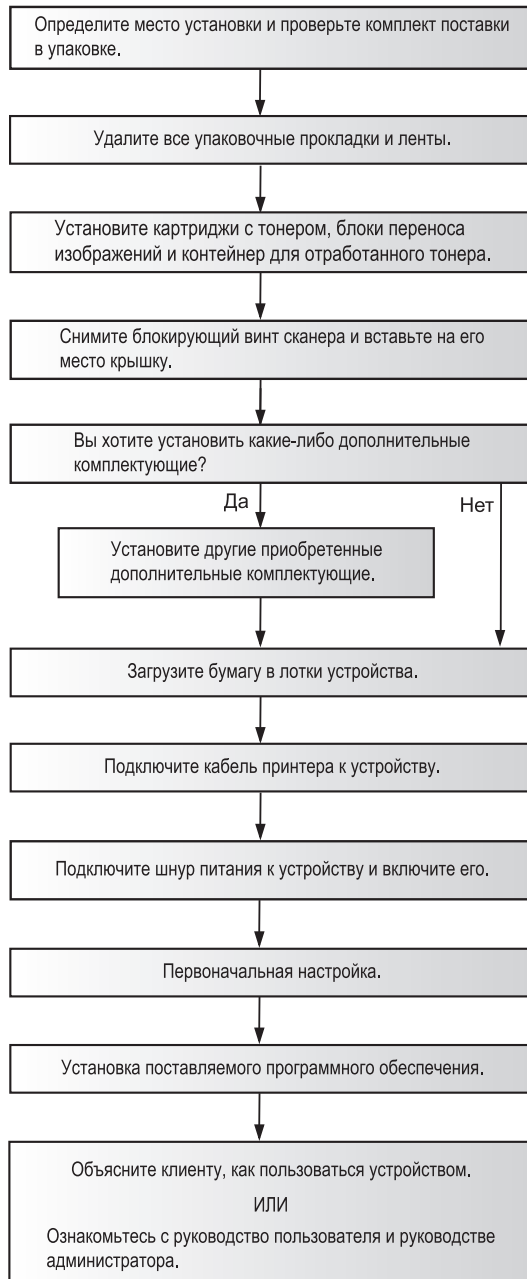 Определите место установки и проверьте комплект поставки
в упаковке.
Удалите все упаковочные прокладки и ленты.
Установите картриджи с тонером, блоки переноса
изображений и контейнер для отработанного тонера.
Снимите блокирующий винт сканера и вставьте на его
место крышку.
Вы хотите установить какие-либо дополнительные
комплектующие?
Да
Нет
Установите другие приобретенные
дополнительные комплектующие.
Загрузите бумагу в лотки устройства.
Подключите кабель принтера к устройству.
Подключите шнур питания к устройству и включите его.
Первоначальная настройка.
Установка поставляемого программного обеспечения.
Объясните клиенту, как пользоваться устройством.
ИЛИ
Ознакомьтесь с руководство пользователя и руководстве
администратора.